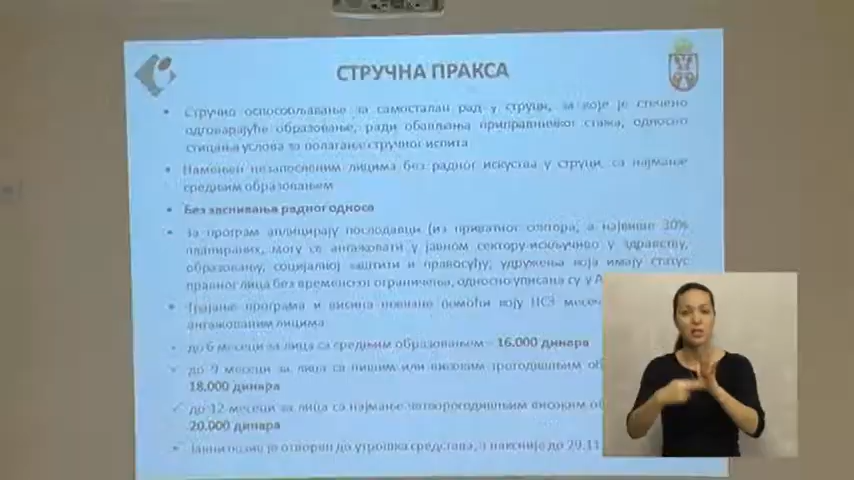 СТРУЧНА ПРАКСА
Стручно оспособљавање за самосталан рад у струци, за које је стечено
одговарајуће образовање, ради обављања приправничког стажа, односно
стицања услова за полагање стручног испита
Намењен незапосленим лицима без радног искуства у струци, са најмање
средњим образовањем
Без заснивања радног односа
За програм аплицирају послодавци (из приватног сектора, а највише 30%
планираних, могу се ангажовати у јавном сектору-искључиво у здравству,
образовању, социјалној заштити и правосуђу, удружења која имају статус
правног лица без временског ограничења, односно уписана су у А
Трајање програма и висина новчане помоћи коју НСЗ месеч
ангажованим лицима
до 6 месеци за лица са средњим образовањем – 16.000 динара
до 9 месеци за лица са вишим или високим трогодишњим об
18.000 динара
до 12 месеци за лица са најмање четворогодишњим високим об
20.000 динара
Јавни позив је отворен до утрошка средстава, а најкасније до 29.11